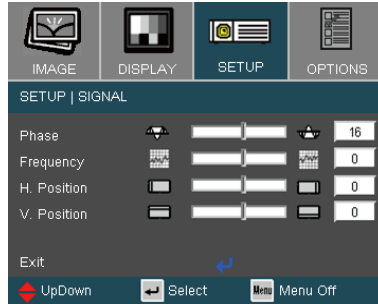 IMAGE DISPLAY SETUP OPTIONS
SETUP | SIGNAL
Phase 16
Frequency 0
H. Position 0
V. Position 0
Exit
UpDown Select Menu Menu Off